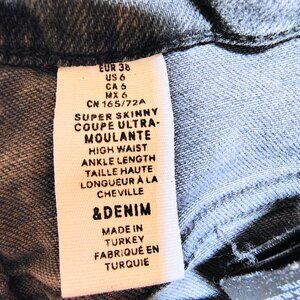 EUR 38
US 6
CA 6
MX 6
CN 165/72A
SUPER SKINNY
COUPE ULTRA-
MOULANTE
HIGH WAIST
ANKLE LENGTH
TAILLE HAUTE
LONGUEUR À LA
CHEVILLE
&DENIM
MADE IN
TURKEY
FABRIQUÉ EN
TURQUIE